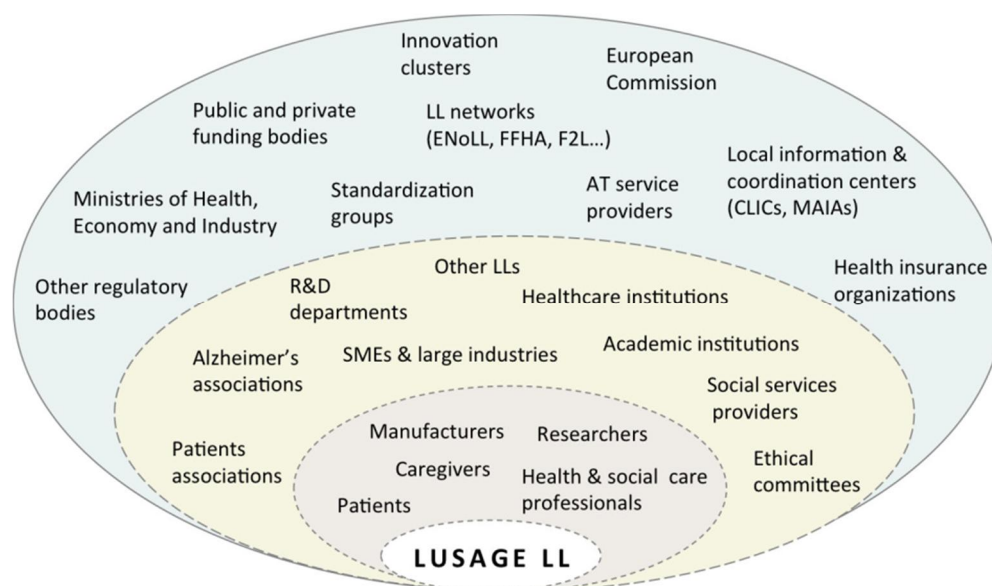 Innovation
clusters
European
Commission
Public and private
funding bodies
LL networks
(ENoLL, FFHA, F2L...)
Local information &
coordination centers
(CLICs, MAIAs)
Ministries of Health,
Economy and Industry
Standardization
groups
AT service
providers
Other regulatory
bodies
Health insurance
organizations
Other LLs
R&D
departments
Healthcare institutions
Alzheimer's
associations
SMEs & large industries
Academic institutions
Social services
providers
Patients
associations
Ethical
committees
Manufacturers
Researchers
Caregivers
Health & social care
professionals
Patients
LUSAGE LL